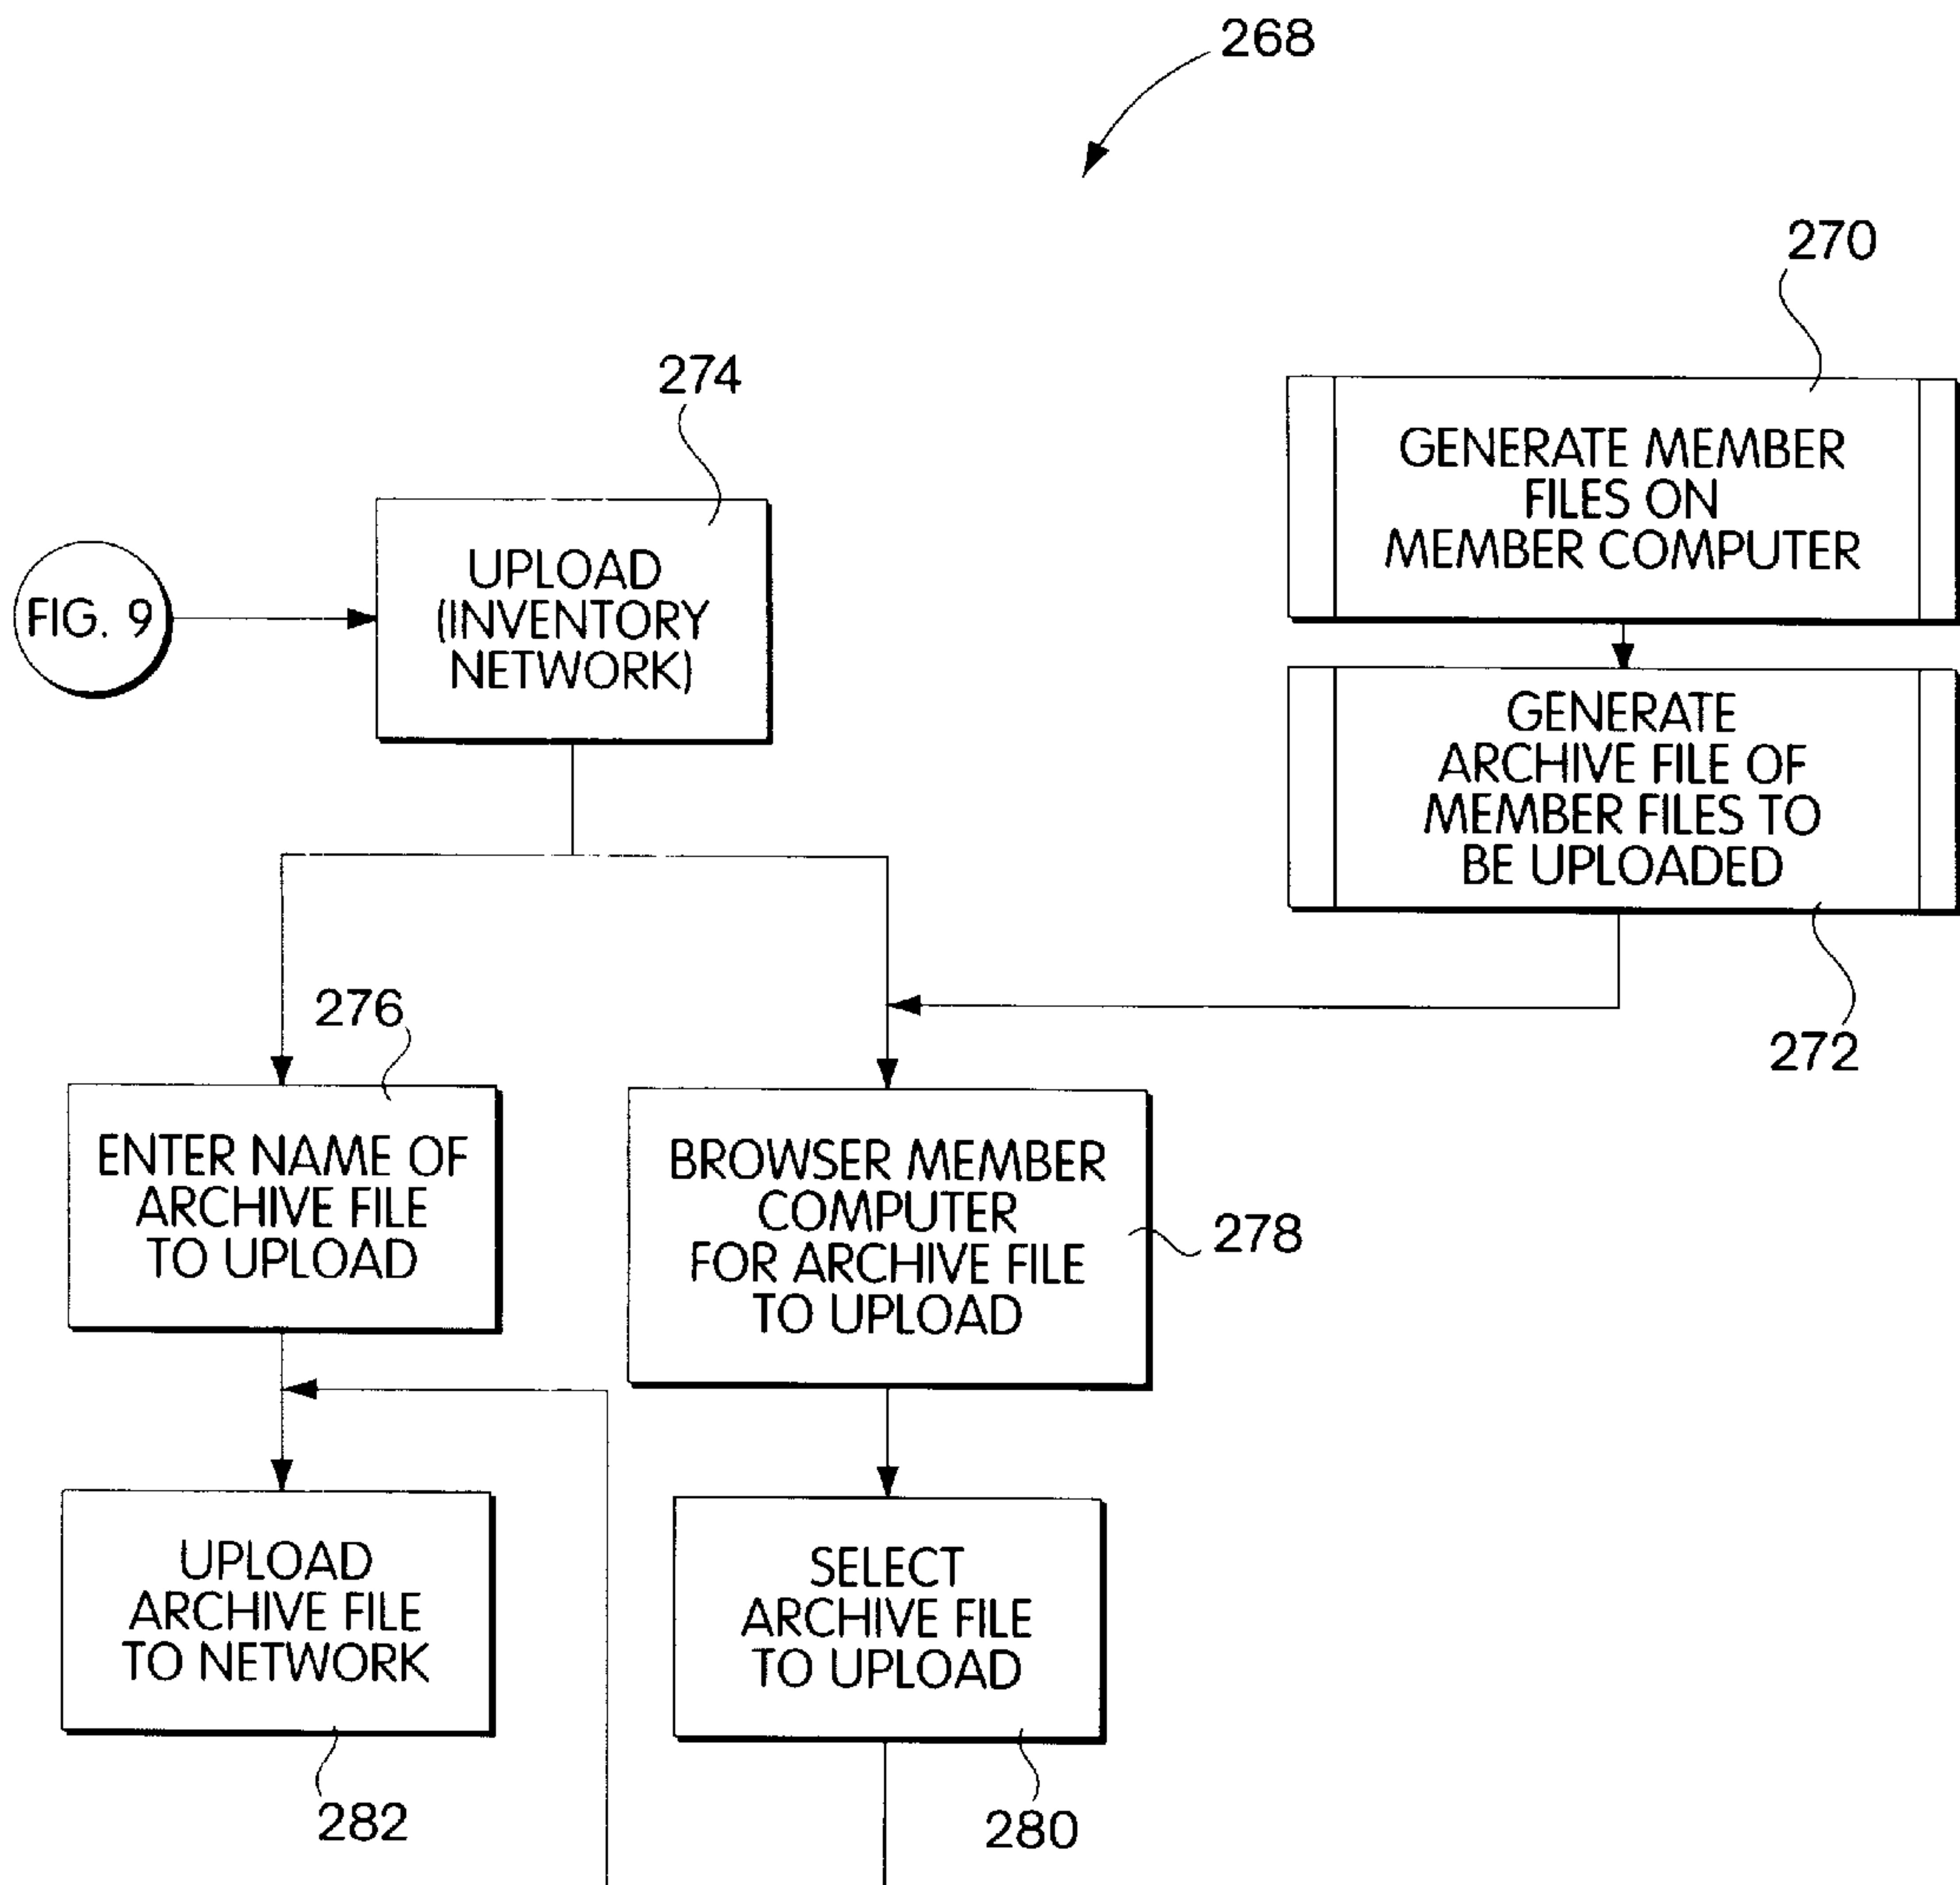 268
270
GENERATE MEMBER
FILES ON
MEMBER COMPUTER
274
UPLOAD
(INVENTORY
NETWORK)
FIG. 9
GENERATE
ARCHIVE FILE OF
MEMBER FILES TO
BE UPLOADED
272
276
ENTER NAME OF
ARCHIVE FILE
TO UPLOAD
BROWSER MEMBER
COMPUTER
FOR ARCHIVE FILE
TO UPLOAD
278
UPLOAD
ARCHIVE FILE
TO NETWORK
282
SELECT
ARCHIVE FILE
TO UPLOAD
280